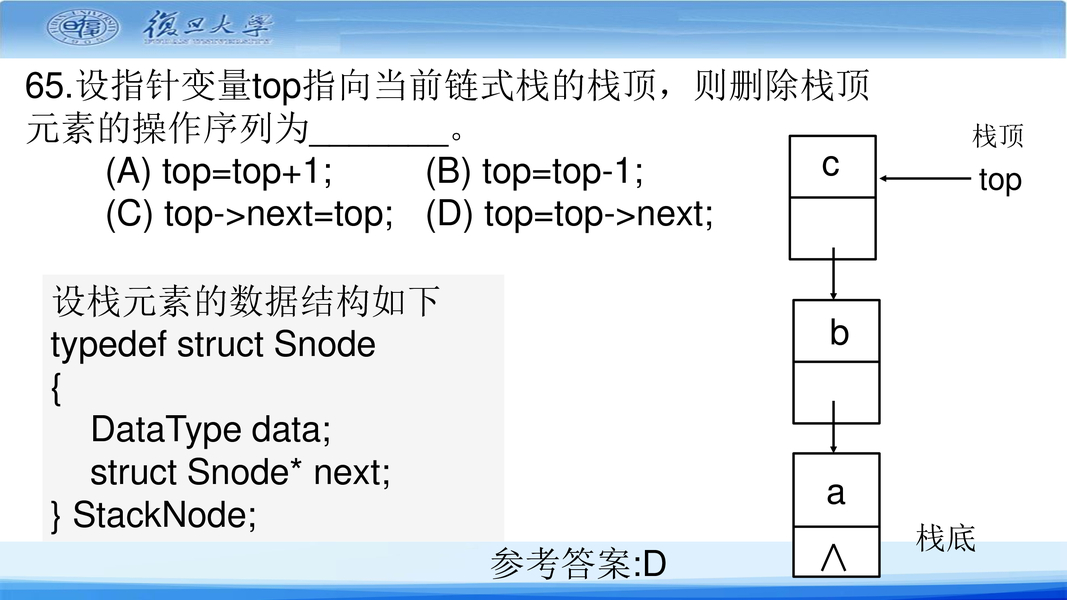 復旦大學
65.设指针变量top指向当前链式栈的栈顶，则删除栈顶
元素的操作序列为________。
(A) top=top+1; (B) top=top-1;
(C) top->next=top; (D) top=top->next;
设栈元素的数据结构如下
typedef struct Snode
{
DataType data;
struct Snode* next;
} StackNode;
栈顶
c
top
b
a
∧
栈底
参考答案:D